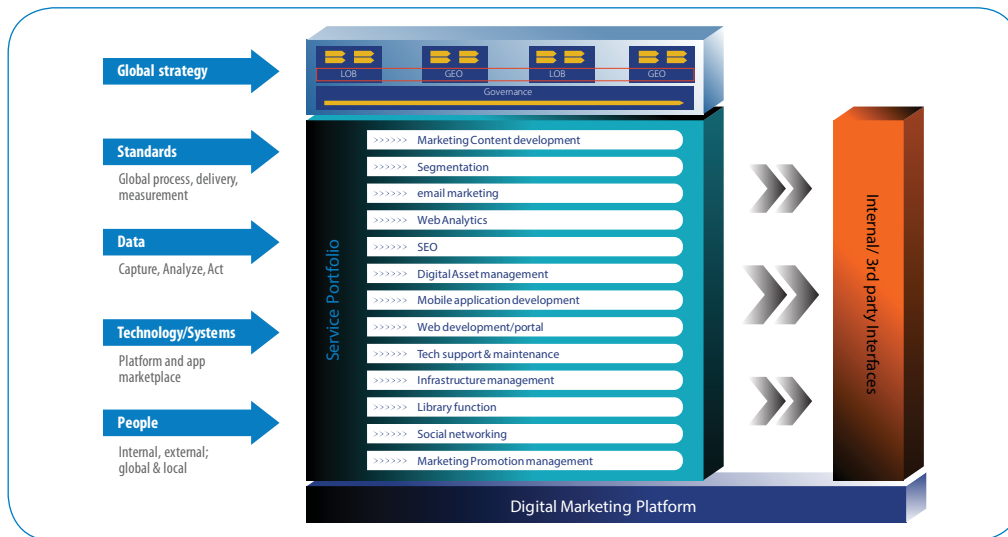 Global strategy
LOB
GEO
LOB
GEO
Governance
Standards
Global process, delivery,
measurement
Data
Capture, Analyze, Act
Technology/Systems
Platform and app
marketplace
People
Internal, external;
global & local
Service Portfolio
>>>>>> Marketing Content development
>>>>>> Segmentation
>>>>>> email marketing
>>>>>> Web Analytics
>>>>>> SEO
>>>>>> Digital Asset management
>>>>>> Mobile application development
>>>>>> Web development/portal
>>>>>> Tech support & maintenance
>>>>>> Infrastructure management
>>>>>> Library function
>>>>>> Social networking
>>>>>> Marketing Promotion management
Internal/ 3rd party Interfaces
Digital Marketing Platform